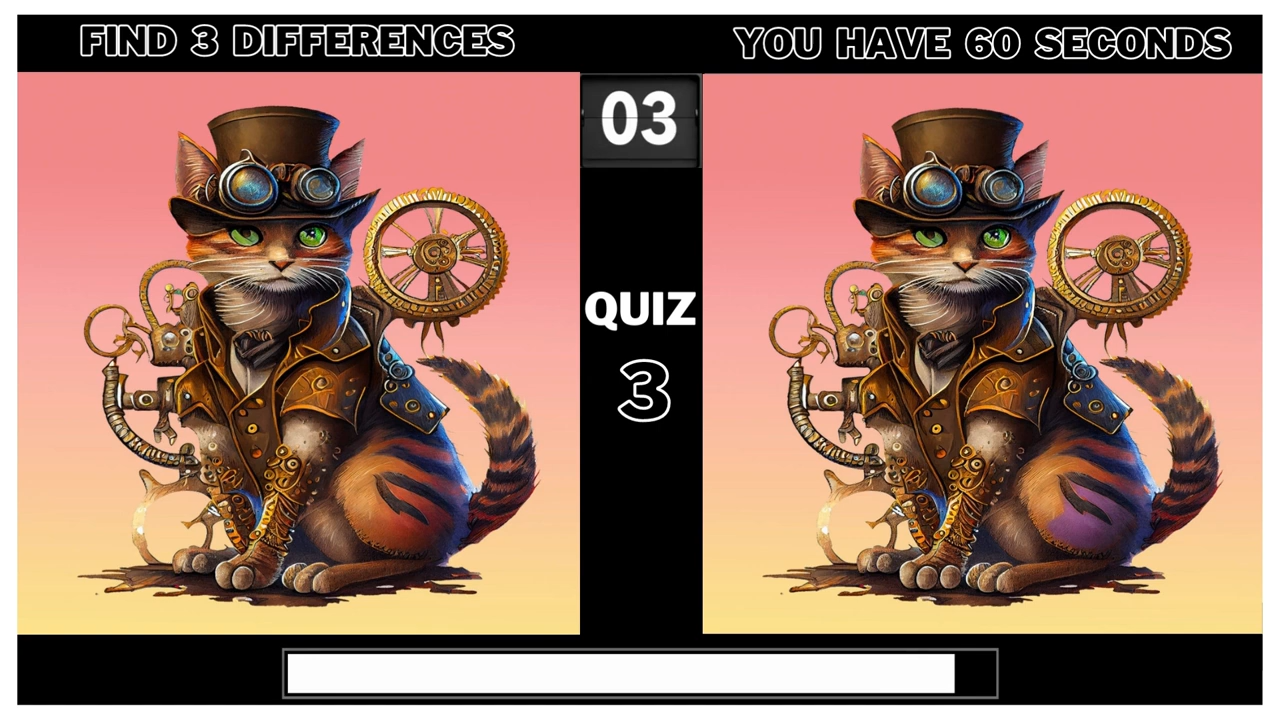 FIND 3 DIFFERENCES
YOU HAVE 60 SECONDS
03
QUIZ
3